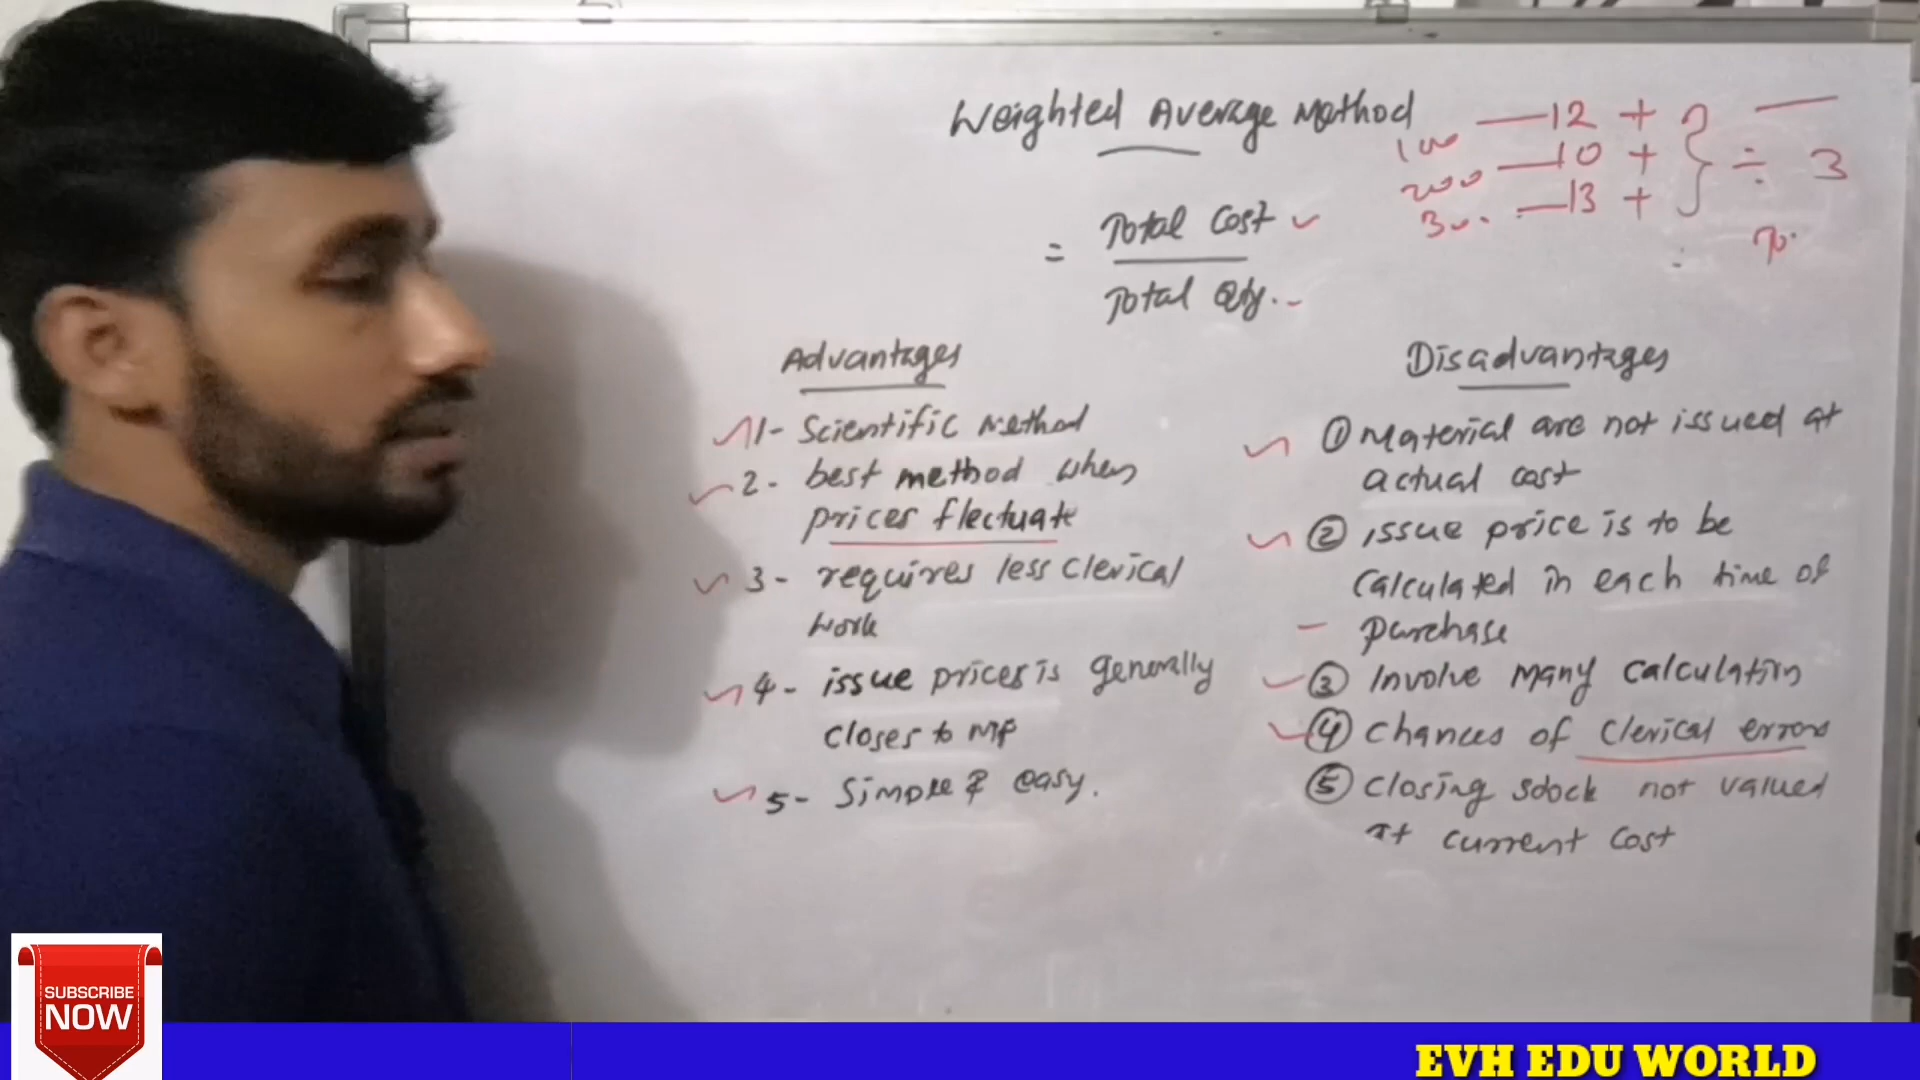 Weighted Average Method
12 +
100 10 + ÷ 3
200 13 +
300
= Total Cost
Total Qty.
Advantages
1- Scientific Method
2- best method when
prices flectuate
3- requires less clerical
work
4- issue prices is generally
closes to MP
5- Simple & easy.
Disadvantages
① Material are not issued at
actual cost
② issue price is to be
Calculated in each time of
purchase
③ Involve Many Calculation
④ Chances of Clerical errors
⑤ Closing stock not valued
at current Cost
SUBSCRIBE
NOW
EVH EDU WORLD